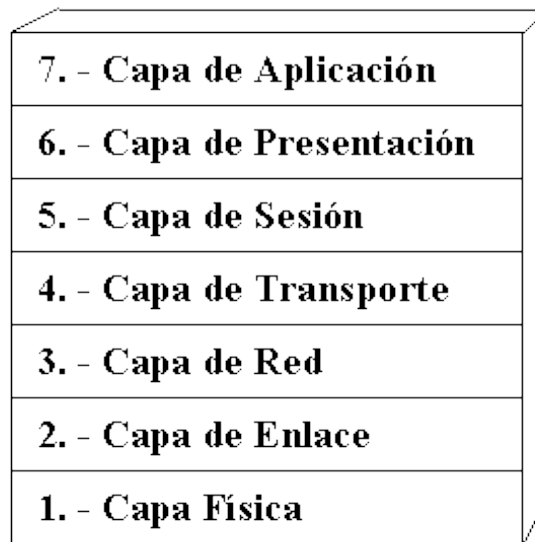 7. - Capa de Aplicación
6. - Capa de Presentación
5. - Capa de Sesión
4. - Capa de Transporte
3. - Capa de Red
2. - Capa de Enlace
1. - Capa Física